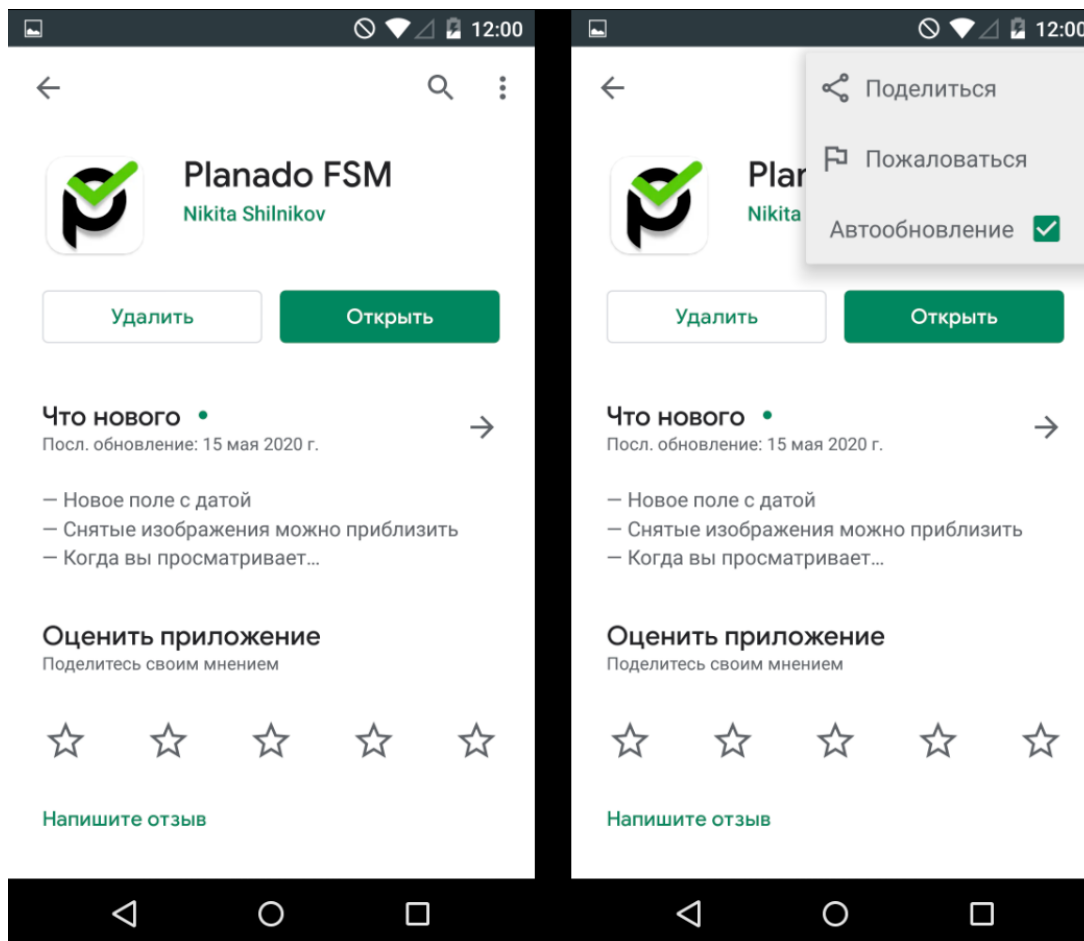 12:00
Planado FSM
Nikita Shilnikov
Удалить
Открыть
Что нового
Посл. обновление: 15 мая 2020 г.
— Новое поле с датой
— Снятые изображения можно приблизить
— Когда вы просматривает...
Оценить приложение
Поделитесь своим мнением
Напишите отзыв
12:00
Поделиться
Пожаловаться
Автообновление
Plan
Nikita
Удалить
Открыть
Что нового
Посл. обновление: 15 мая 2020 г.
— Новое поле с датой
— Снятые изображения можно приблизить
— Когда вы просматривает...
Оценить приложение
Поделитесь своим мнением
Напишите отзыв